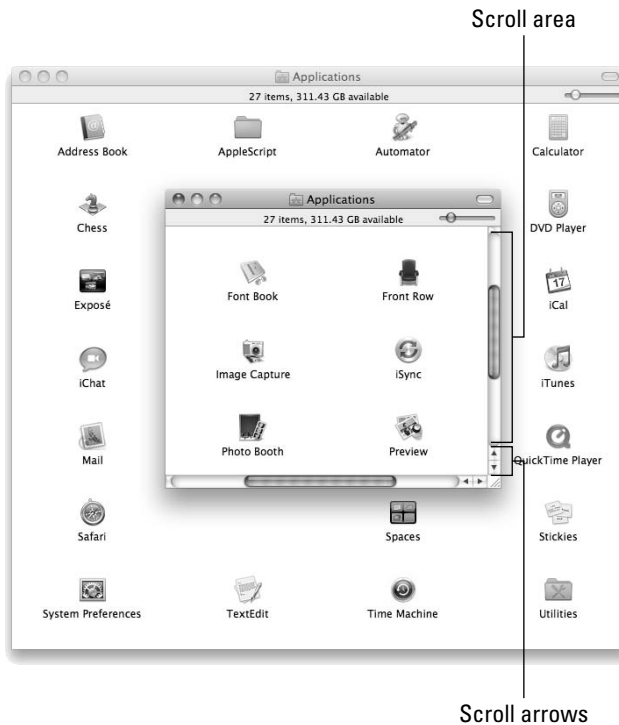 Scroll area
Applications
27 items, 311.43 GB available
Address Book
AppleScript
Automator
Calculator
Chess
DVD Player
Exposé
17
iCal
iChat
iTunes
Mail
QuickTime Player
Safari
Spaces
Stickies
System Preferences
TextEdit
Time Machine
Utilities
Applications
27 items, 311.43 GB available
Font Book
Front Row
Image Capture
iSync
Photo Booth
Preview
Scroll arrows